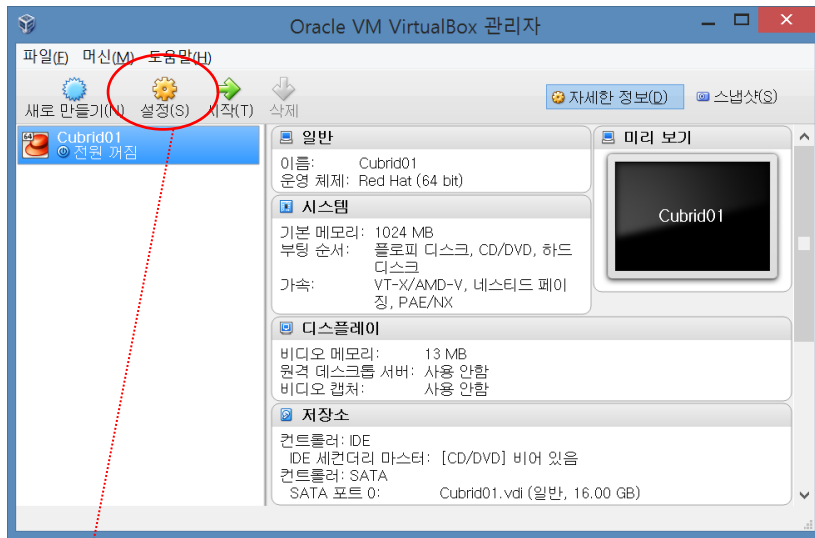 Oracle VM VirtualBox 관리자
파일(F) 머신(M) 도움말(H)
새로 만들기(N) 설정(S) 시작(T) 삭제
자세한 정보(D) 스냅샷(S)
64
Cubrid01
전원 꺼짐
일반
이름: Cubrid01
운영 체제: Red Hat (64 bit)
시스템
기본 메모리: 1024 MB
부팅 순서: 플로피 디스크, CD/DVD, 하드
디스크
가속: VT-x/AMD-V, 네스티드 페이
징, PAE/NX
디스플레이
비디오 메모리: 13 MB
원격 데스크톱 서버: 사용 안함
비디오 캡처: 사용 안함
저장소
컨트롤러: IDE
IDE 세컨더리 마스터: [CD/DVD] 비어 있음
컨트롤러: SATA
SATA 포트 0: Cubrid01.vdi (일반, 16.00 GB)
미리 보기
Cubrid01